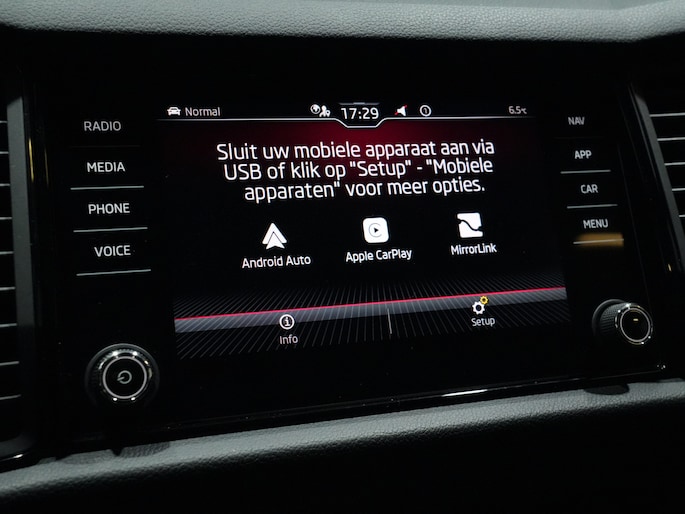 Normal 17:29 6.5°C
RADIO
MEDIA
PHONE
VOICE
Sluit uw mobiele apparaat aan via
USB of klik op "Setup" - "Mobiele
apparaten" voor meer opties.
Android Auto Apple CarPlay MirrorLink
Info Setup
NAV
APP
CAR
MENU